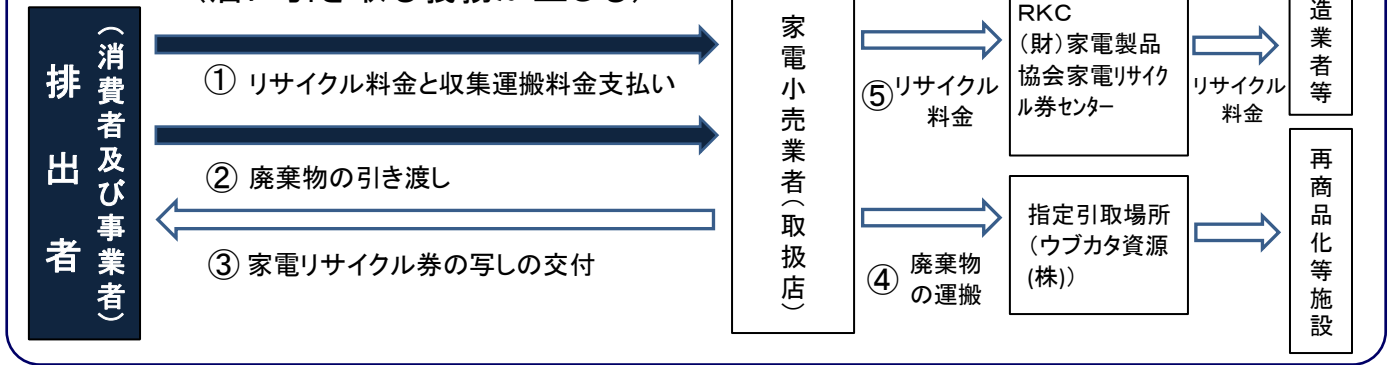 排出者
（消費者及び事業者）
① リサイクル料金と収集運搬料金支払い
② 廃棄物の引き渡し
③ 家電リサイクル券の写しの交付
家電小売業者（取扱店）
⑤ リサイクル
料金
④ 廃棄物
の運搬
RKC
（財）家電製品
協会家電リサイク
ル券センター
リサイクル
料金
造業者等
指定引取場所
（ウブカタ資源
(株)）
再商品化等施設